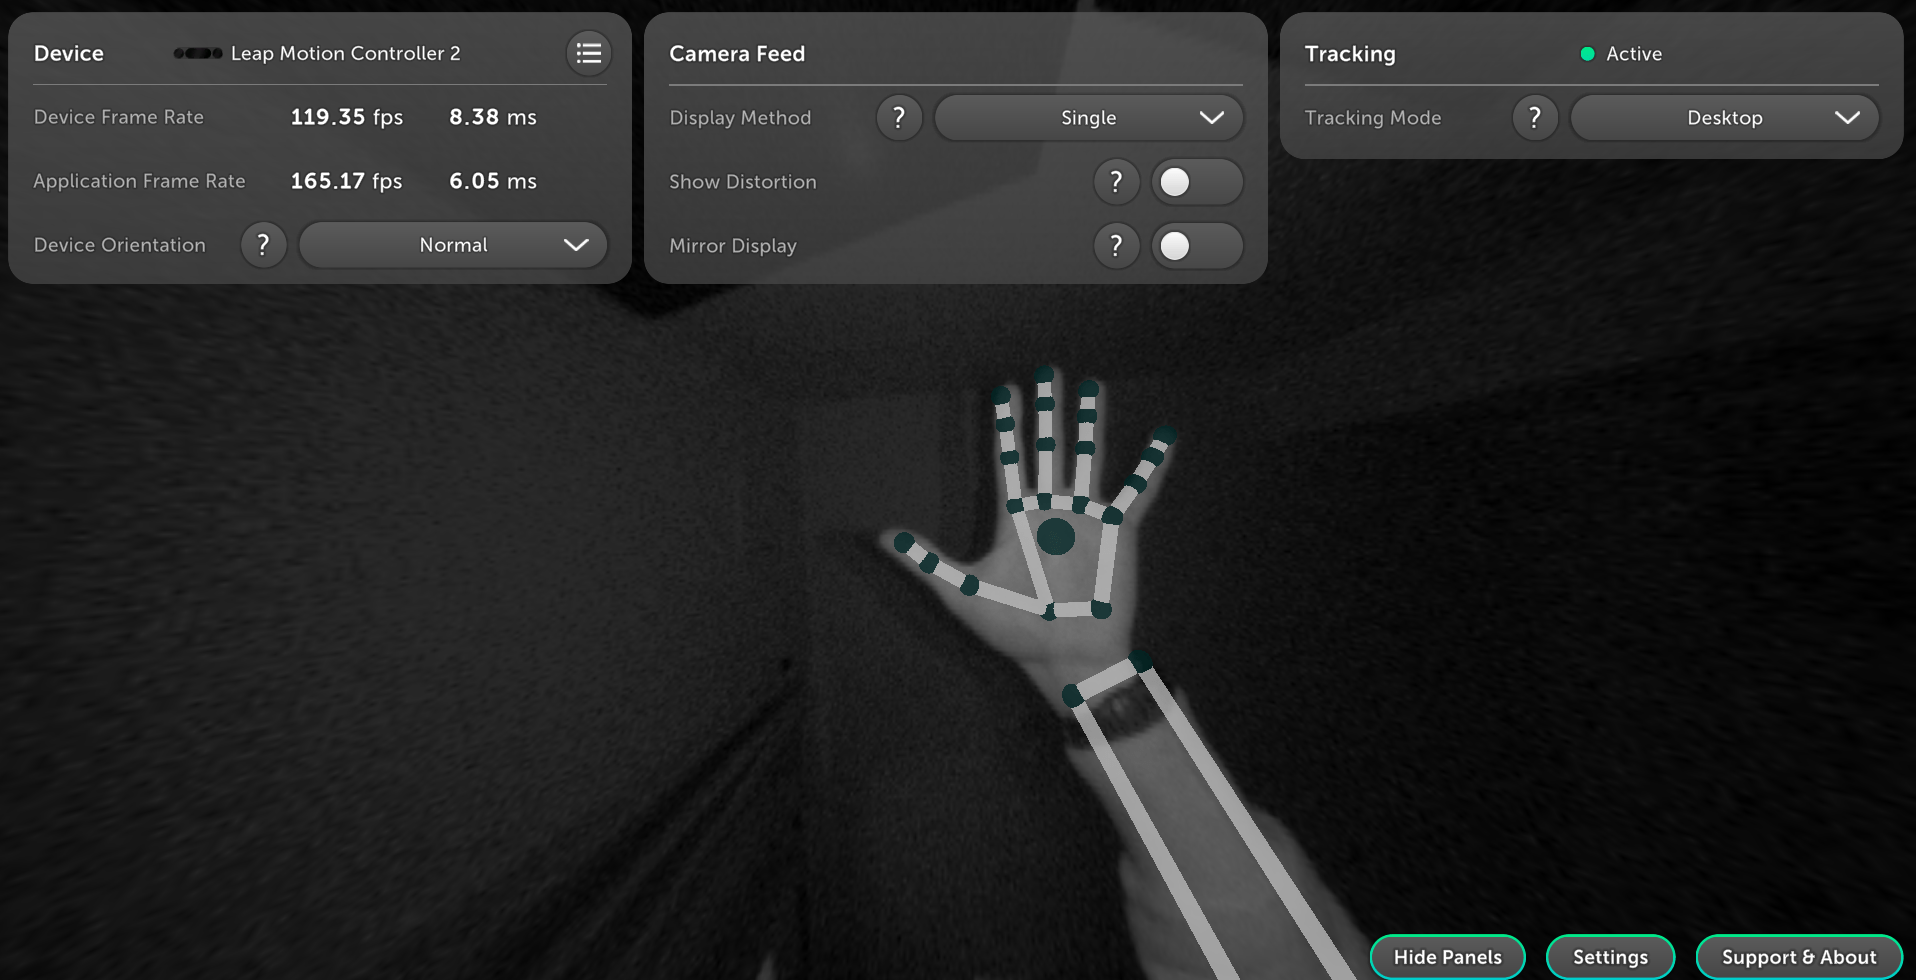 Device
Leap Motion Controller 2
Device Frame Rate 119.35 fps 8.38 ms
Application Frame Rate 165.17 fps 6.05 ms
Device Orientation ? Normal
Camera Feed
Display Method ? Single
Show Distortion ?
Mirror Display ?
Tracking
Active
Tracking Mode ? Desktop
Hide Panels
Settings
Support & About